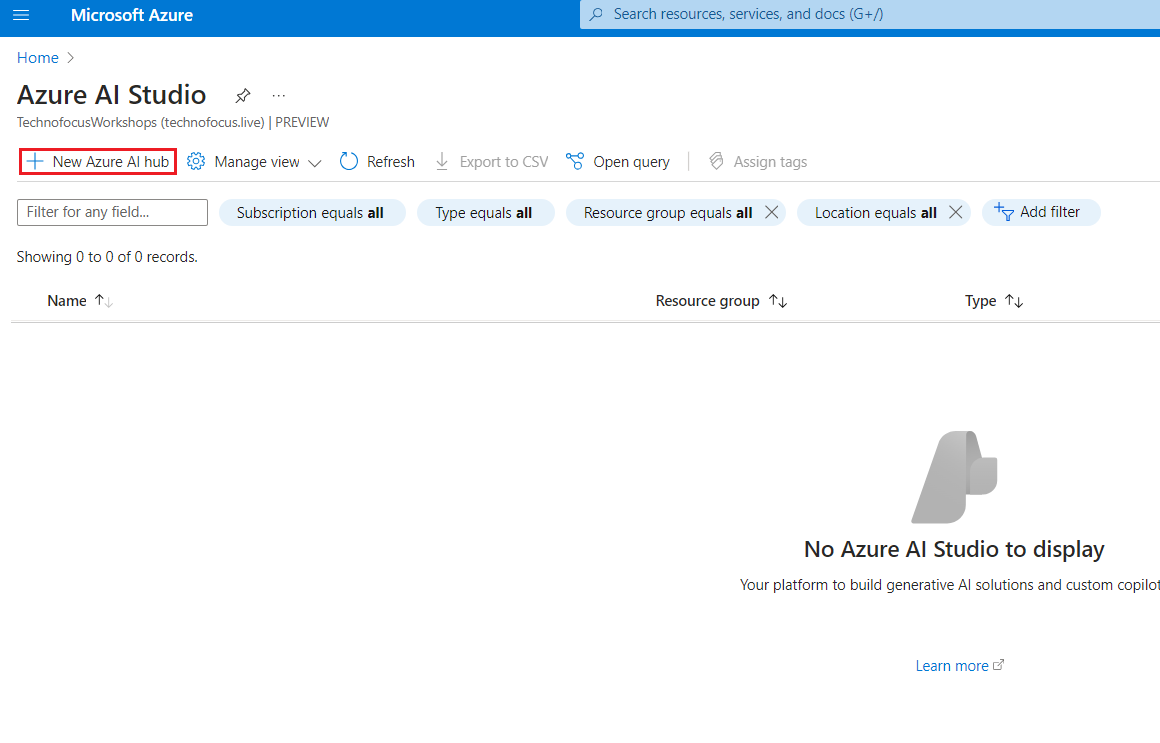 Microsoft Azure
Search resources, services, and docs (G+/)
Home
Azure AI Studio
TechnofocusWorkshops (technofocus.live) | PREVIEW
New Azure AI hub Manage view Refresh Export to CSV Open query Assign tags
Filter for any field... Subscription equals all Type equals all Resource group equals all Location equals all Add filter
Showing 0 to 0 of 0 records.
Name Resource group Type
No Azure AI Studio to display
Your platform to build generative AI solutions and custom copilot
Learn more